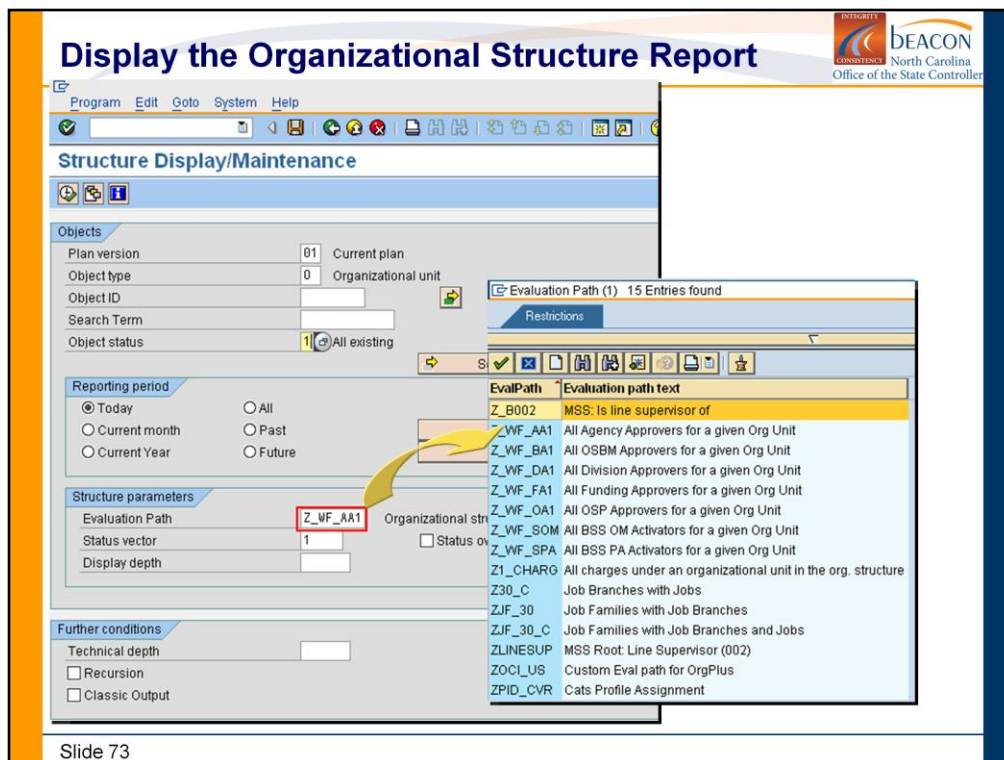 Display the Organizational Structure Report
INTEGRITY
CONSISTENCY
bEACON
North Carolina
Office of the State Controller
Program Edit Goto System Help
Structure Display/Maintenance
Objects
Plan version 01 Current plan
Object type O Organizational unit
Object ID
Search Term
Object status 1 All existing
Reporting period
Today All
Current month Past
Current Year Future
Structure parameters
Evaluation Path Z_WF_AA1 Organizational str
Status vector 1 Status ov
Display depth
Further conditions
Technical depth
Recursion
Classic Output
Evaluation Path (1) 15 Entries found
Restrictions
EvalPath Evaluation path text
Z_B002 MSS: Is line supervisor of
Z_WF_AA1 All Agency Approvers for a given Org Unit
Z_WF_BA1 All OSBM Approvers for a given Org Unit
Z_WF_DA1 All Division Approvers for a given Org Unit
Z_WF_FA1 All Funding Approvers for a given Org Unit
Z_WF_OA1 All OSP Approvers for a given Org Unit
Z_WF_SOM All BSS OM Activators for a given Org Unit
Z_WF_SPA All BSS PA Activators for a given Org Unit
Z1_CHARG All charges under an organizational unit in the org. structure
Z30_C Job Branches with Jobs
ZJF_30 Job Families with Job Branches
ZJF_30_C Job Families with Job Branches and Jobs
ZLINESUP MSS Root: Line Supervisor (002)
ZOCI_US Custom Eval path for OrgPlus
ZPID_CVR Cats Profile Assignment
Slide 73